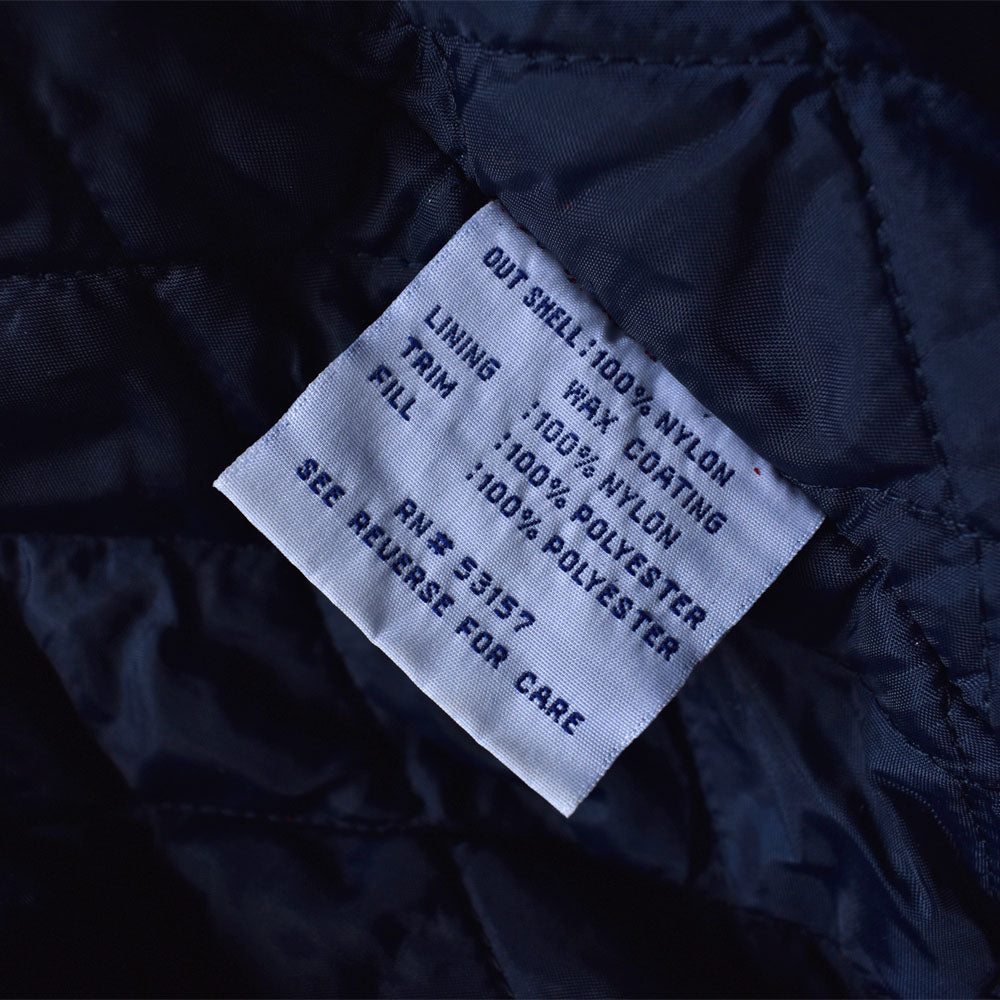 OUT SHELL:100% NYLON
WAX COATING
LINING :100% NYLON
TRIM :100% POLYESTER
FILL :100% POLYESTER
RN# 53157
SEE REVERSE FOR CARE